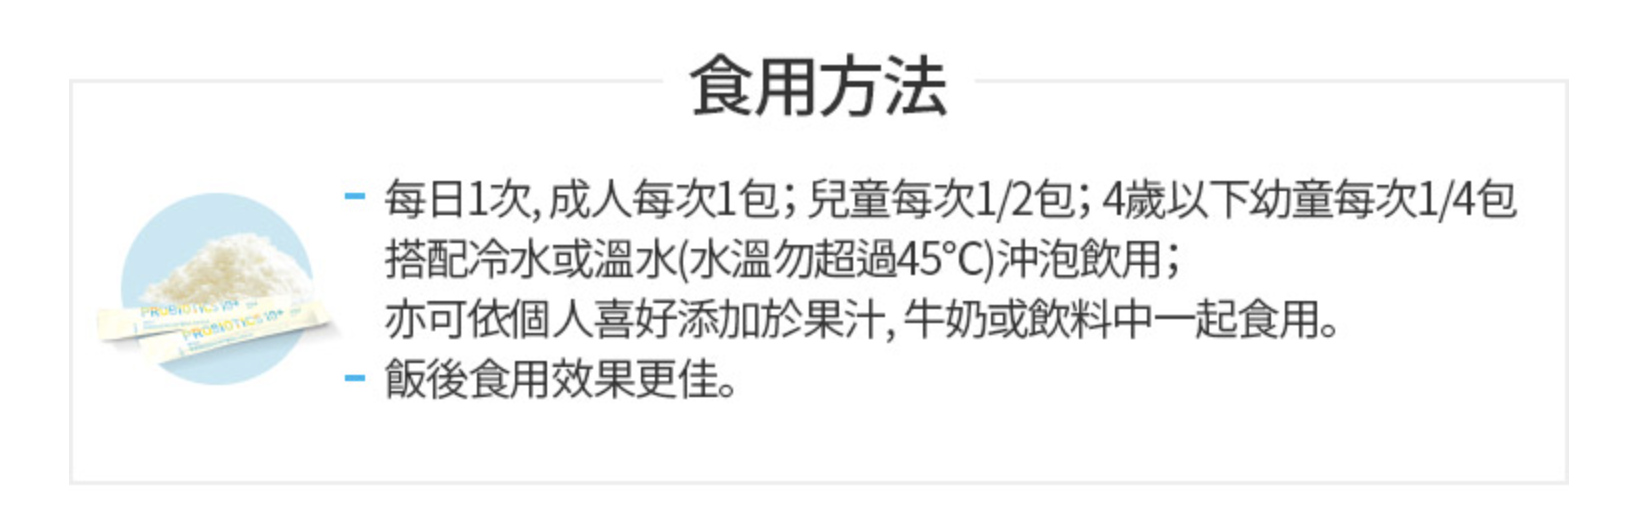 食用方法
每日1次, 成人每次1包; 兒童每次1/2包; 4歲以下幼童每次1/4包
搭配冷水或溫水(水溫勿超過45℃)沖泡飲用;
亦可依個人喜好添加於果汁, 牛奶或飲料中一起食用。
飯後食用效果更佳。
PROBIOTICS 10+
PROBIOTICS 10+